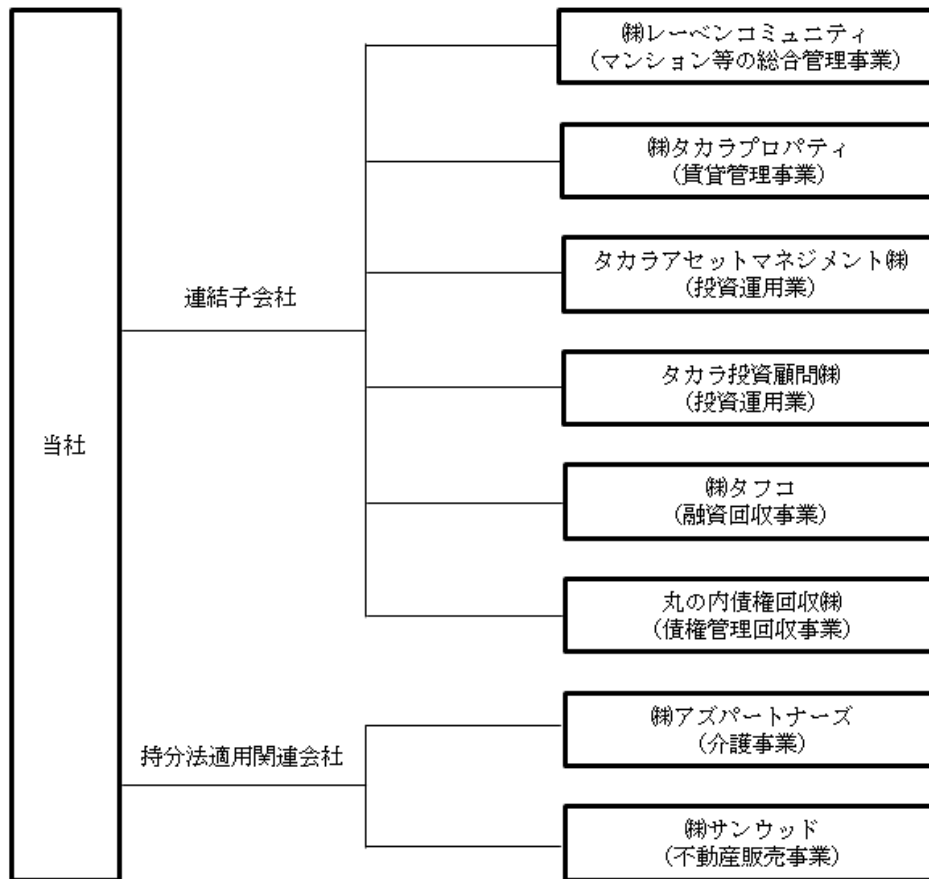 当社
連結子会社
㈱レーベンコミュニティ
(マンション等の総合管理事業)
㈱タカラプロパティ
(賃貸管理事業)
タカラアセットマネジメント㈱
(投資運用業)
タカラ投資顧問㈱
(投資運用業)
㈱タフコ
(融資回収事業)
丸の内債権回収㈱
(債権管理回収事業)
持分法適用関連会社
㈱アズパートナーズ
(介護事業)
㈱サンウッド
(不動産販売事業)